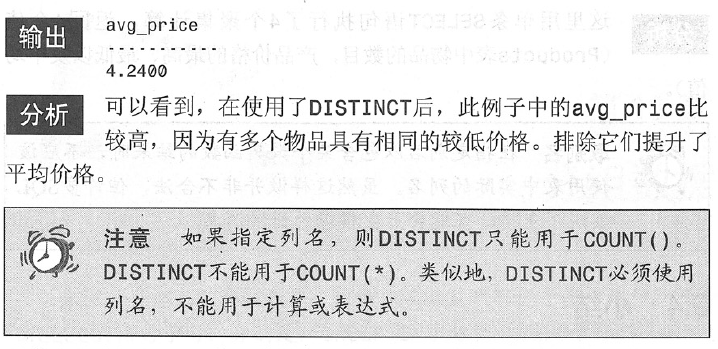 输出
avg_price
-----------
4.2400
分析 可以看到，在使用了DISTINCT后，此例子中的avg_price比
较高，因为有多个物品具有相同的较低价格。排除它们提升了
平均价格。
注意 如果指定列名，则DISTINCT只能用于COUNT()。
DISTINCT不能用于COUNT(*)。类似地，DISTINCT必须使用
列名，不能用于计算或表达式。